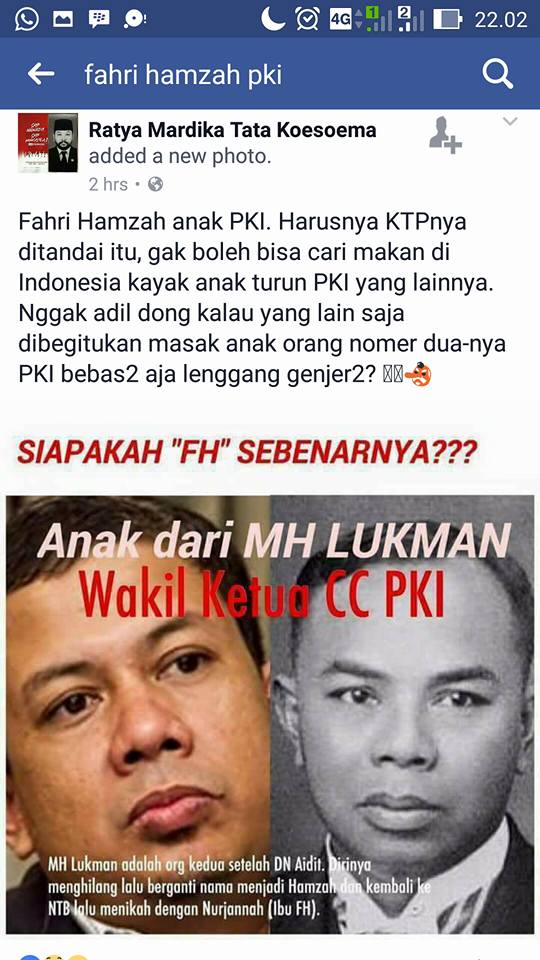 4G 1 2 22.02
fahri hamzah pki
Ratya Mardika Tata Koesoema
added a new photo.
2 hrs •
Fahri Hamzah anak PKI. Harusnya KTPnya
ditandai itu, gak boleh bisa cari makan di
Indonesia kayak anak turun PKI yang lainnya.
Nggak adil dong kalau yang lain saja
dibegitukan masak anak orang nomer dua-nya
PKI bebas2 aja lenggang genjer2?
SIAPAKAH "FH" SEBENARNYA???
Anak dari MH LUKMAN
Wakil Ketua CC PKI
MH Lukman adalah org kedua setelah DN Aidit. Dirinya
menghilang lalu berganti nama menjadi Hamzah dan kembali ke
NTB lalu menikah dengan Nurjannah (Ibu FH).